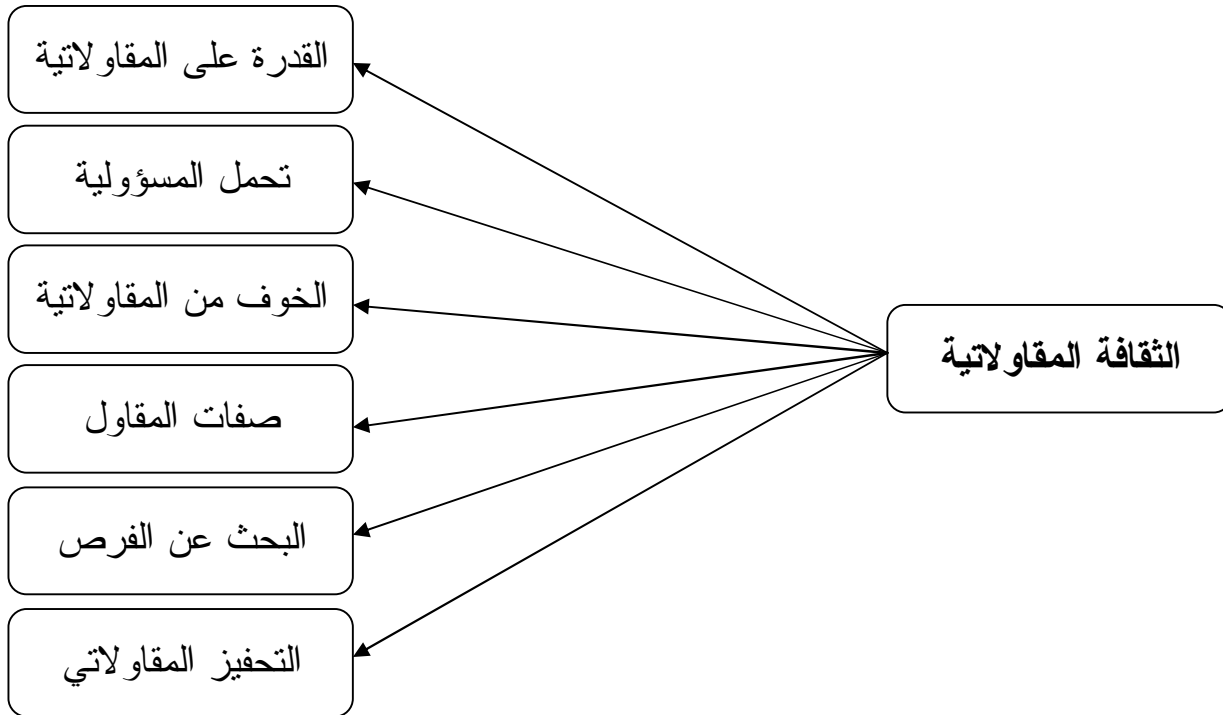 الثقافة المقاولاتية
القدرة على المقاولاتية
تحمل المسؤولية
الخوف من المقاولاتية
صفات المقاول
البحث عن الفرص
التحفيز المقاولاتي